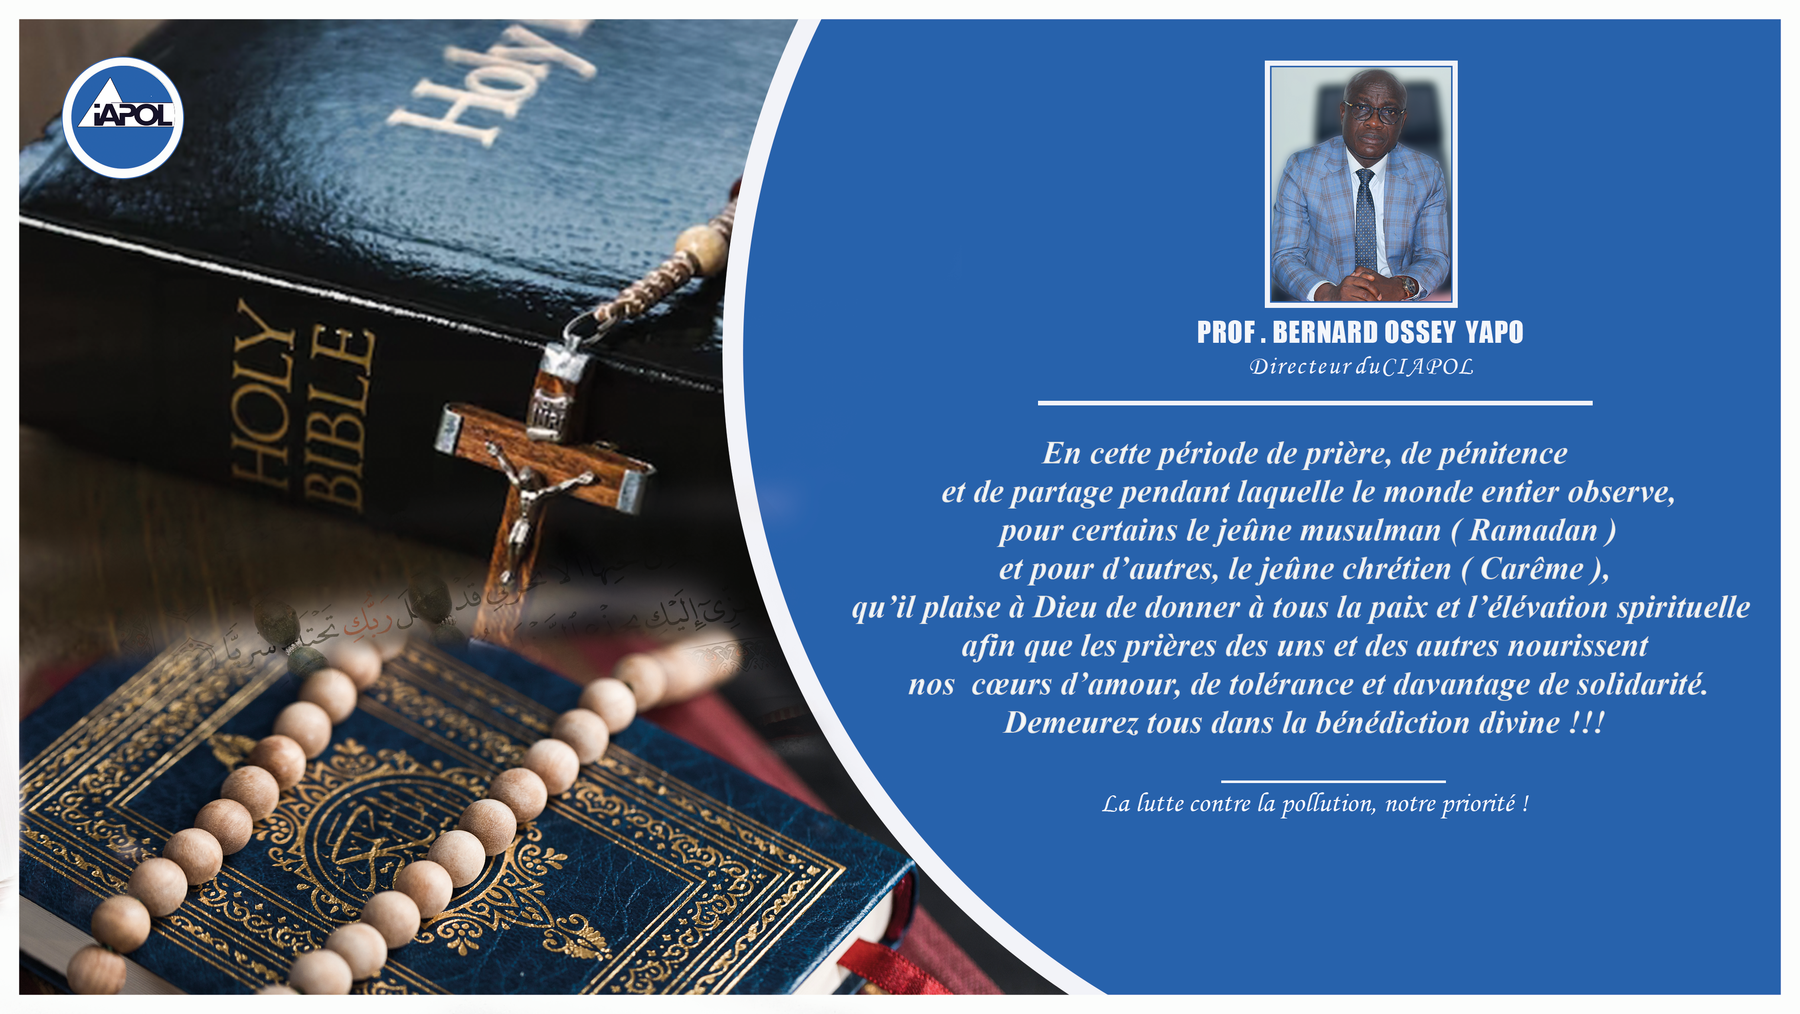 Holy
HOLY
BIBLE
iAPOL
PROF . BERNARD OSSEY YAPO
Directeur du CIAPOL
En cette période de prière, de pénitence
et de partage pendant laquelle le monde entier observe,
pour certains le jeûne musulman ( Ramadan )
et pour d’autres, le jeûne chrétien ( Carême ),
qu’il plaise à Dieu de donner à tous la paix et l’élévation spirituelle
afin que les prières des uns et des autres nourissent
nos cœurs d’amour, de tolérance et davantage de solidarité.
Demeurez tous dans la bénédiction divine !!!
La lutte contre la pollution, notre priorité !